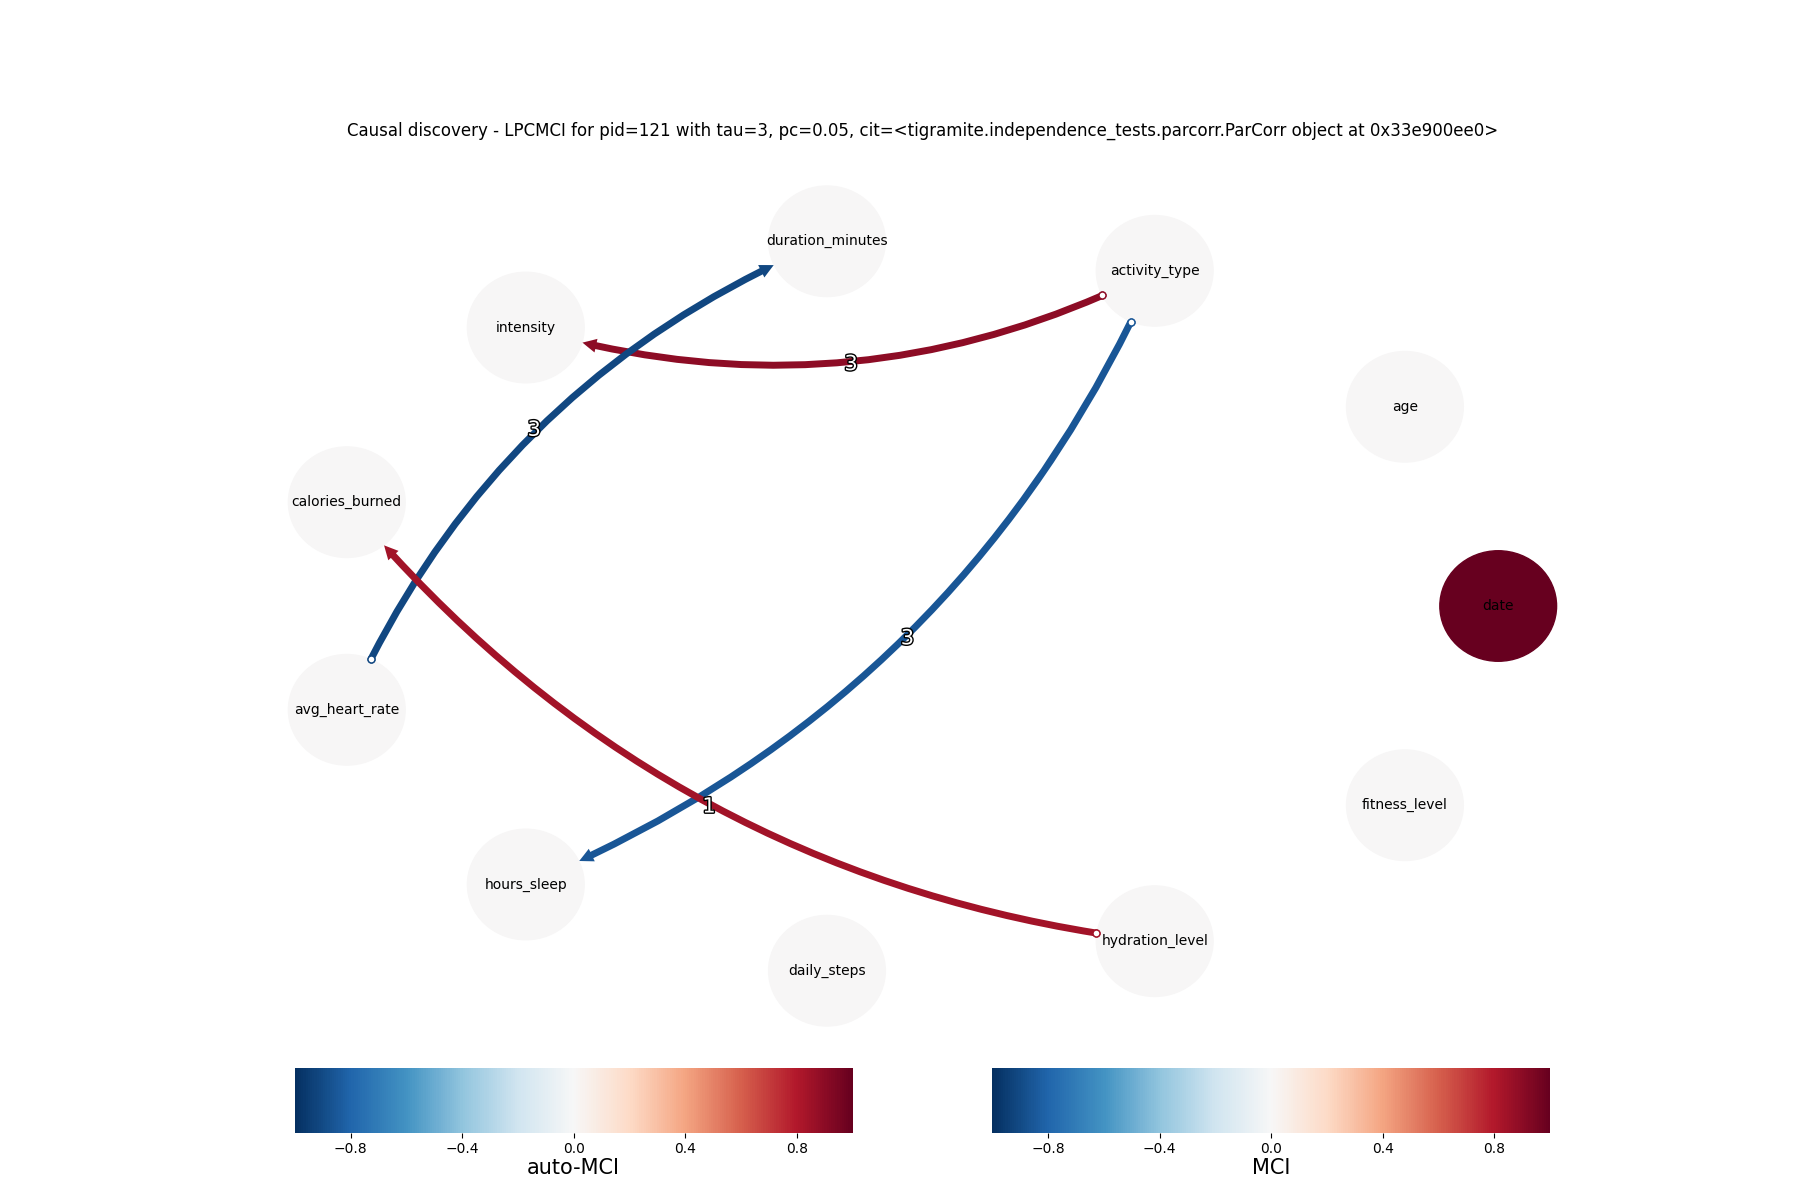 Causal discovery - LPCMCI for pid=121 with tau=3, pc=0.05, cit=<tigramite.independence_tests.parcorr.ParCorr object at 0x33e900ee0>
duration_minutes
activity_type
intensity
3
age
3
calories_burned
date
3
avg_heart_rate
1
fitness_level
hours_sleep
hydration_level
daily_steps
−0.8 −0.4 0.0 0.4 0.8
auto-MCI
−0.8 −0.4 0.0 0.4 0.8
MCI